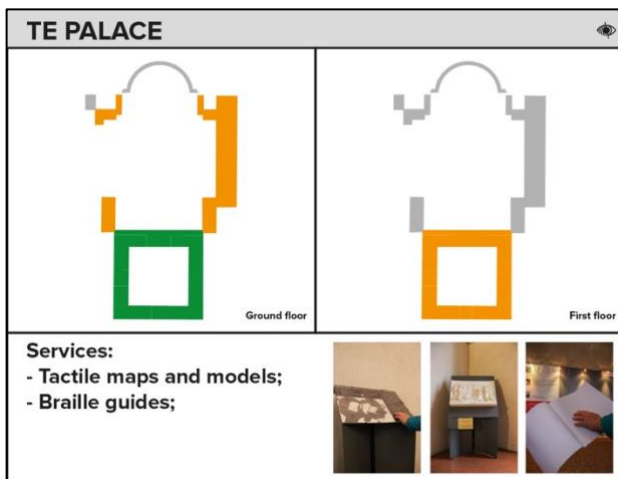 TE PALACE
Ground floor
First floor
Services:
- Tactile maps and models;
- Braille guides;